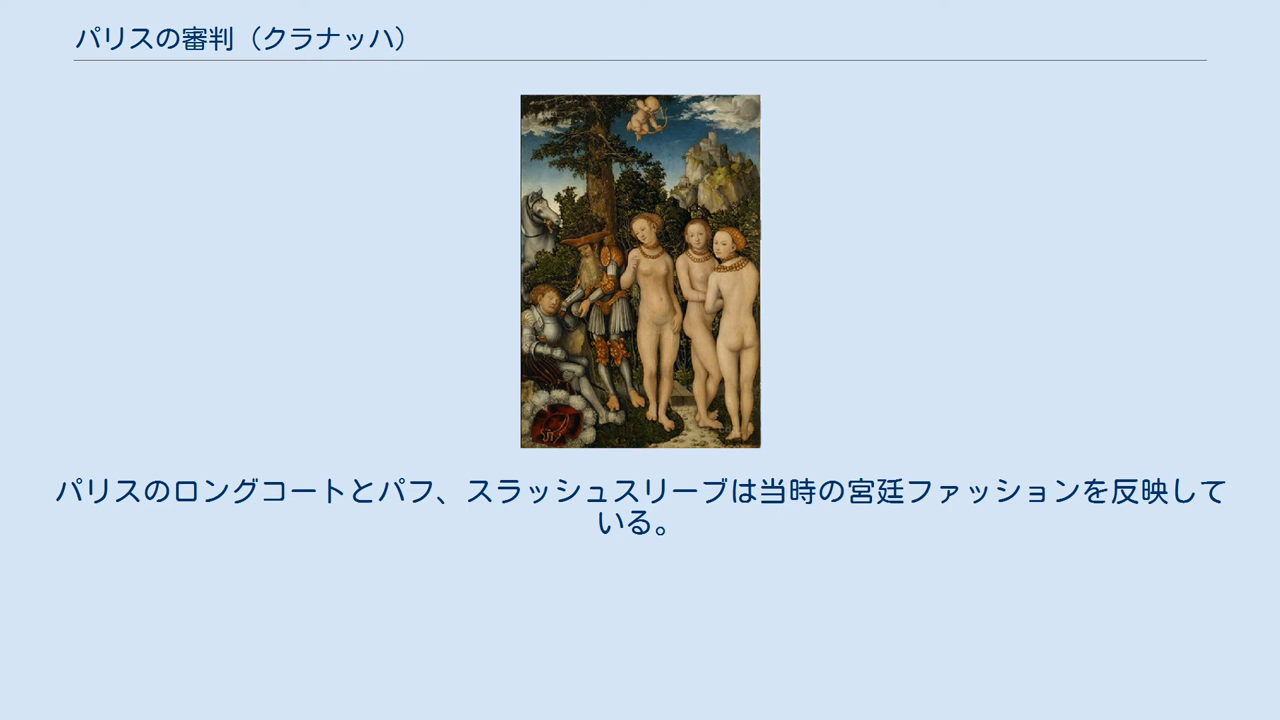 パリスの審判（クラナッハ）
パリスのロングコートとパフ、スラッシュスリーブは当時の宮廷ファッションを反映して
いる。